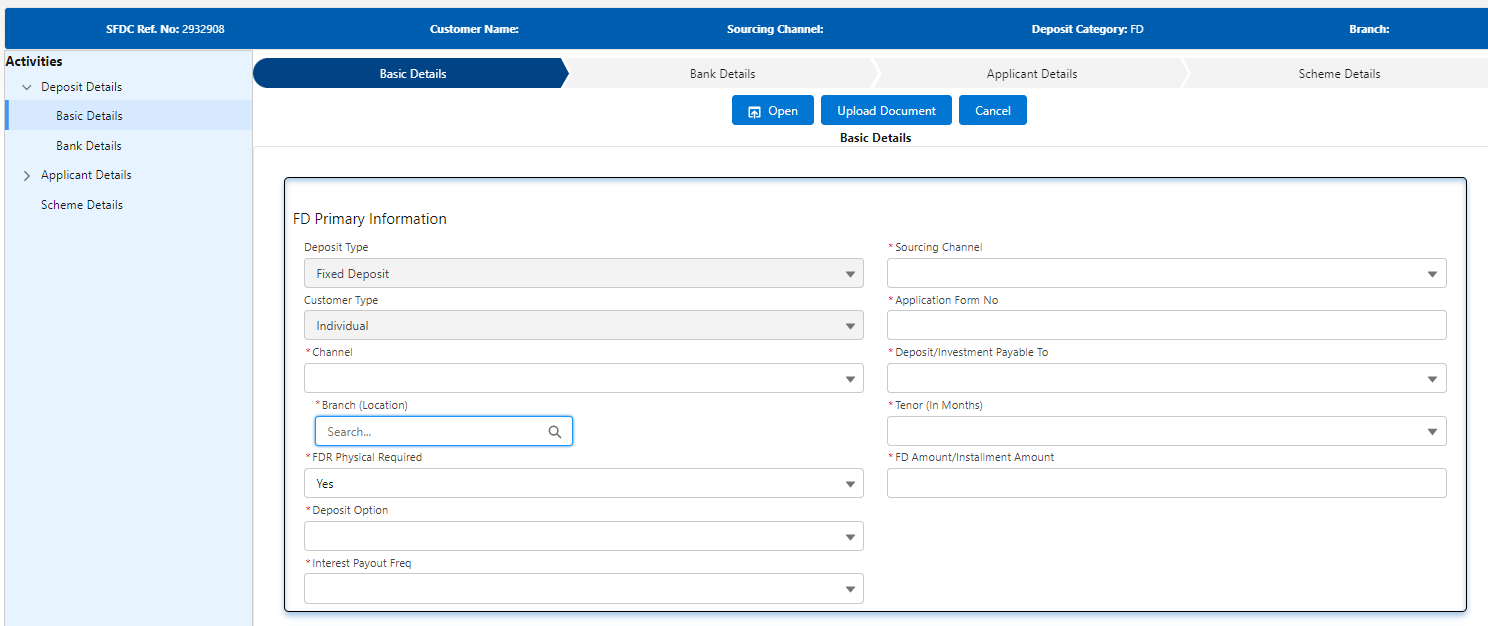 SFDC Ref. No: 2932908 Customer Name: Sourcing Channel: Deposit Category: FD Branch:
Activities
Deposit Details
Basic Details
Bank Details
Applicant Details
Scheme Details
Basic Details Bank Details Applicant Details Scheme Details
Open Upload Document Cancel
Basic Details
FD Primary Information
Deposit Type
Fixed Deposit
Customer Type
Individual
*Channel
*Branch (Location)
Search...
*FDR Physical Required
Yes
*Deposit Option
*Interest Payout Freq
*Sourcing Channel
*Application Form No
*Deposit/Investment Payable To
*Tenor (In Months)
*FD Amount/Installment Amount